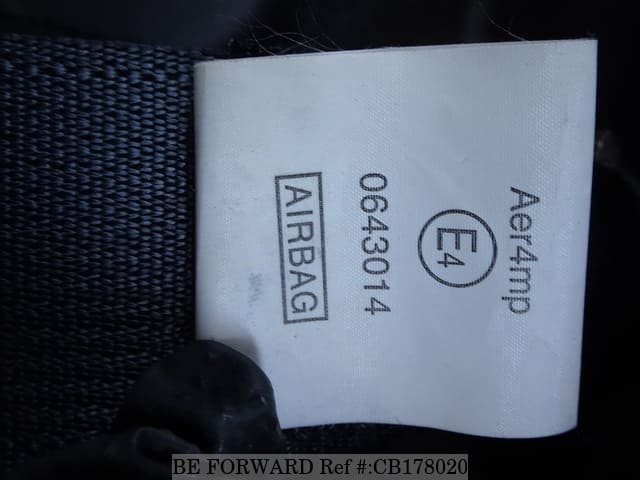 Aer4mp
E4
0643014
AIRBAG
BE FORWARD Ref #:CB178020